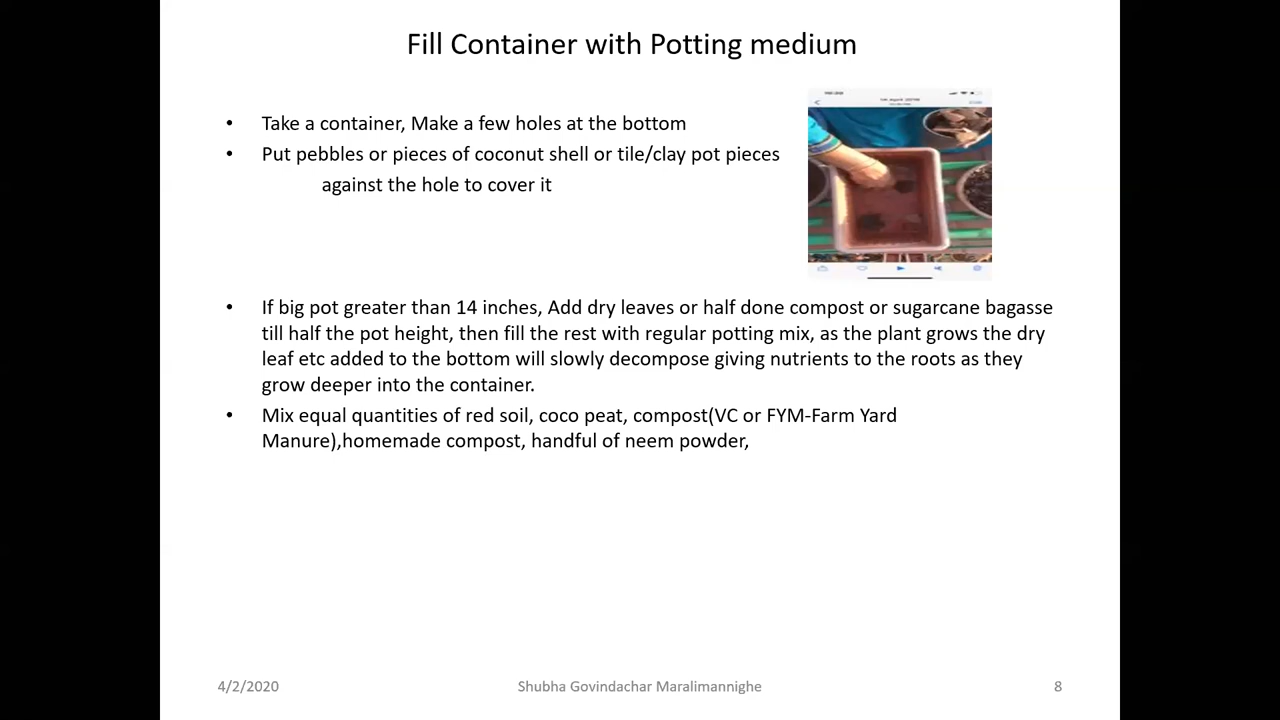 Fill Container with Potting medium
• Take a container, Make a few holes at the bottom
• Put pebbles or pieces of coconut shell or tile/clay pot pieces
against the hole to cover it
• If big pot greater than 14 inches, Add dry leaves or half done compost or sugarcane bagasse
till half the pot height, then fill the rest with regular potting mix, as the plant grows the dry
leaf etc added to the bottom will slowly decompose giving nutrients to the roots as they
grow deeper into the container.
• Mix equal quantities of red soil, coco peat, compost(VC or FYM-Farm Yard
Manure),homemade compost, handful of neem powder,
4/2/2020
Shubha Govindachar Maralimannighe
8